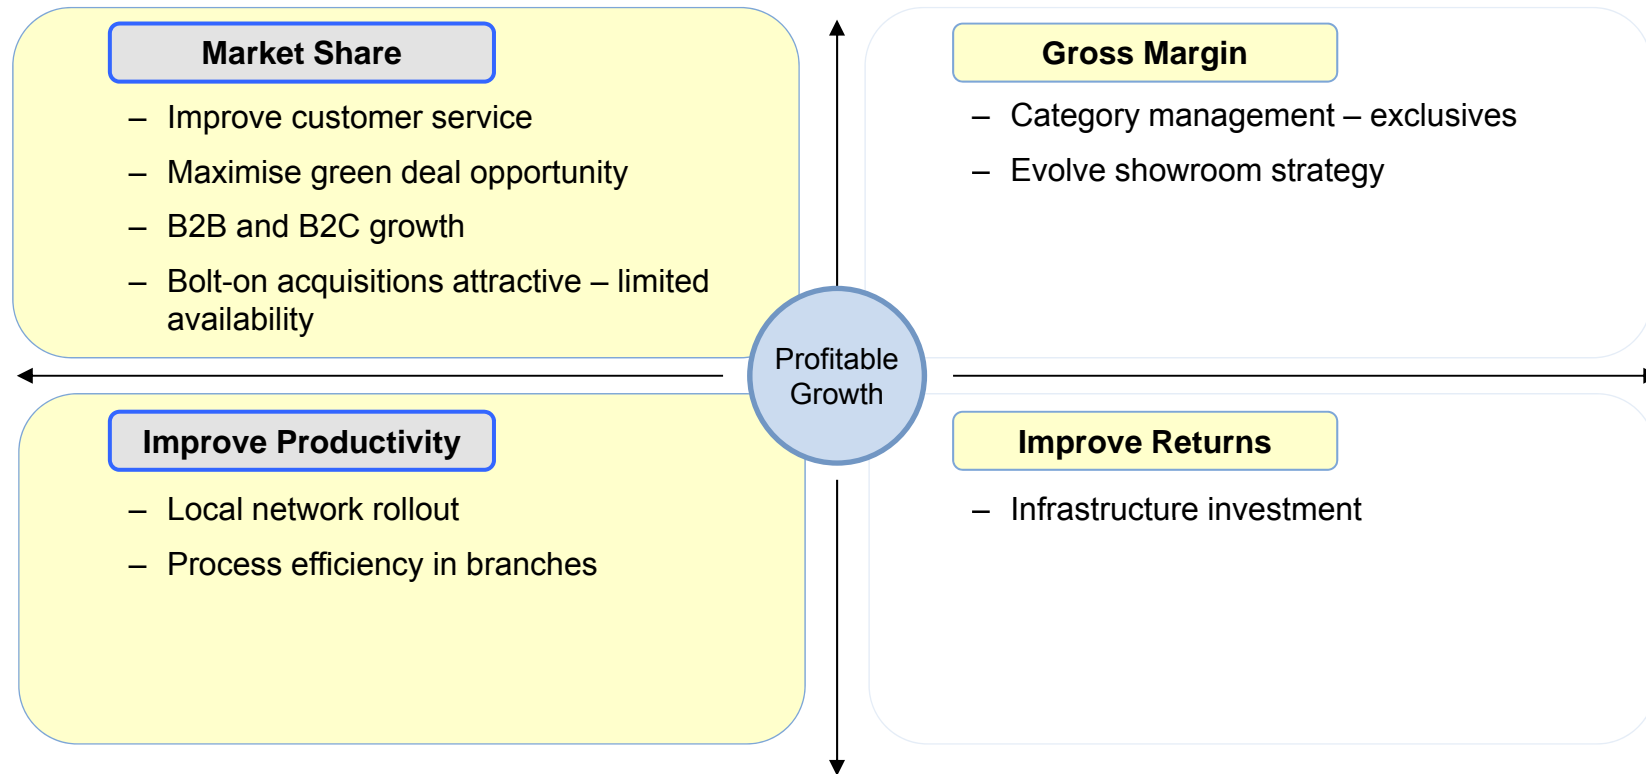 Market Share
– Improve customer service
– Maximise green deal opportunity
– B2B and B2C growth
– Bolt-on acquisitions attractive – limited
availability
Gross Margin
– Category management – exclusives
– Evolve showroom strategy
Profitable
Growth
Improve Productivity
– Local network rollout
– Process efficiency in branches
Improve Returns
– Infrastructure investment